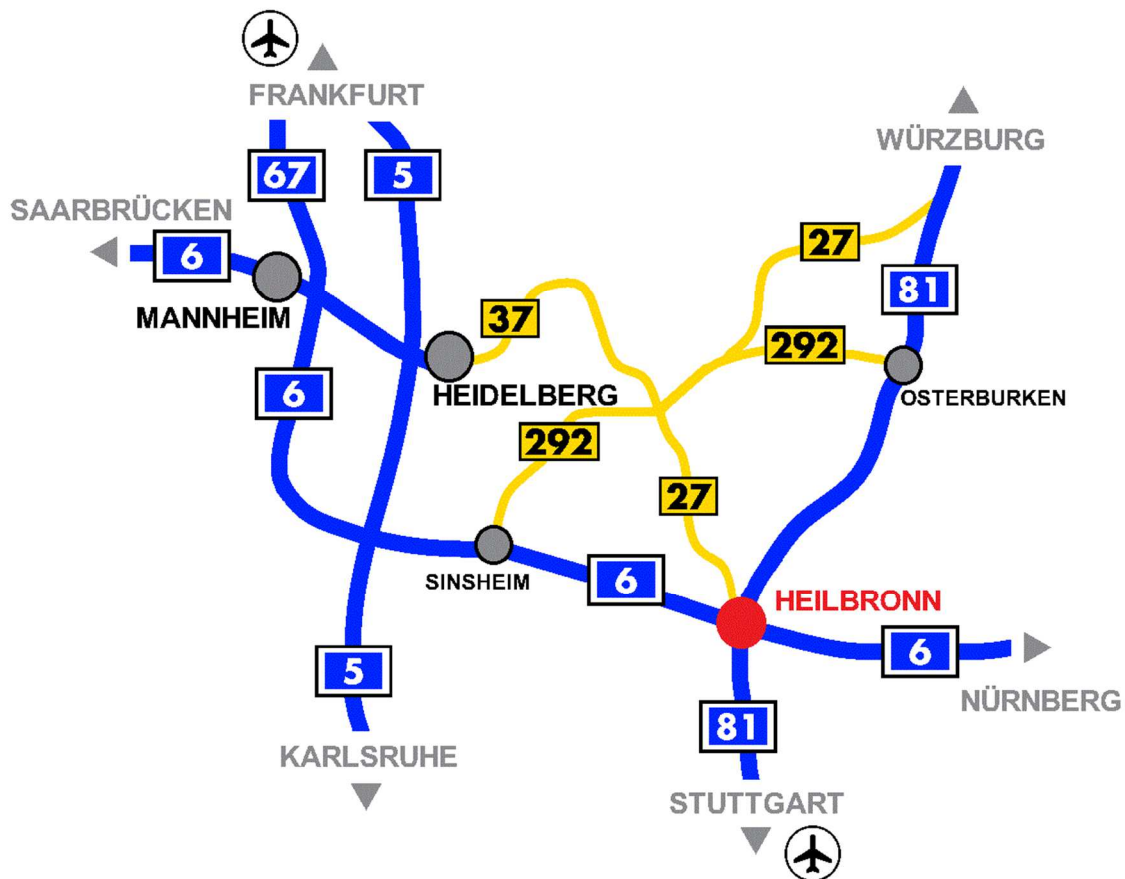 FRANKFURT
WÜRZBURG
67
5
SAARBRÜCKEN
6
27
81
MANNHEIM
37
292
HEIDELBERG
6
OSTERBURKEN
292
27
SINSHEIM
6
HEILBRONN
6
5
NÜRNBERG
81
KARLSRUHE
STUTTGART